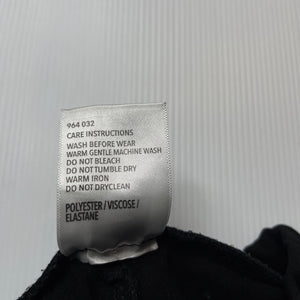 964 032
CARE INSTRUCTIONS
WASH BEFORE WEAR
WARM GENTLE MACHINE WASH
DO NOT BLEACH
DO NOT TUMBLE DRY
WARM IRON
DO NOT DRYCLEAN
POLYESTER / VISCOSE /
ELASTANE